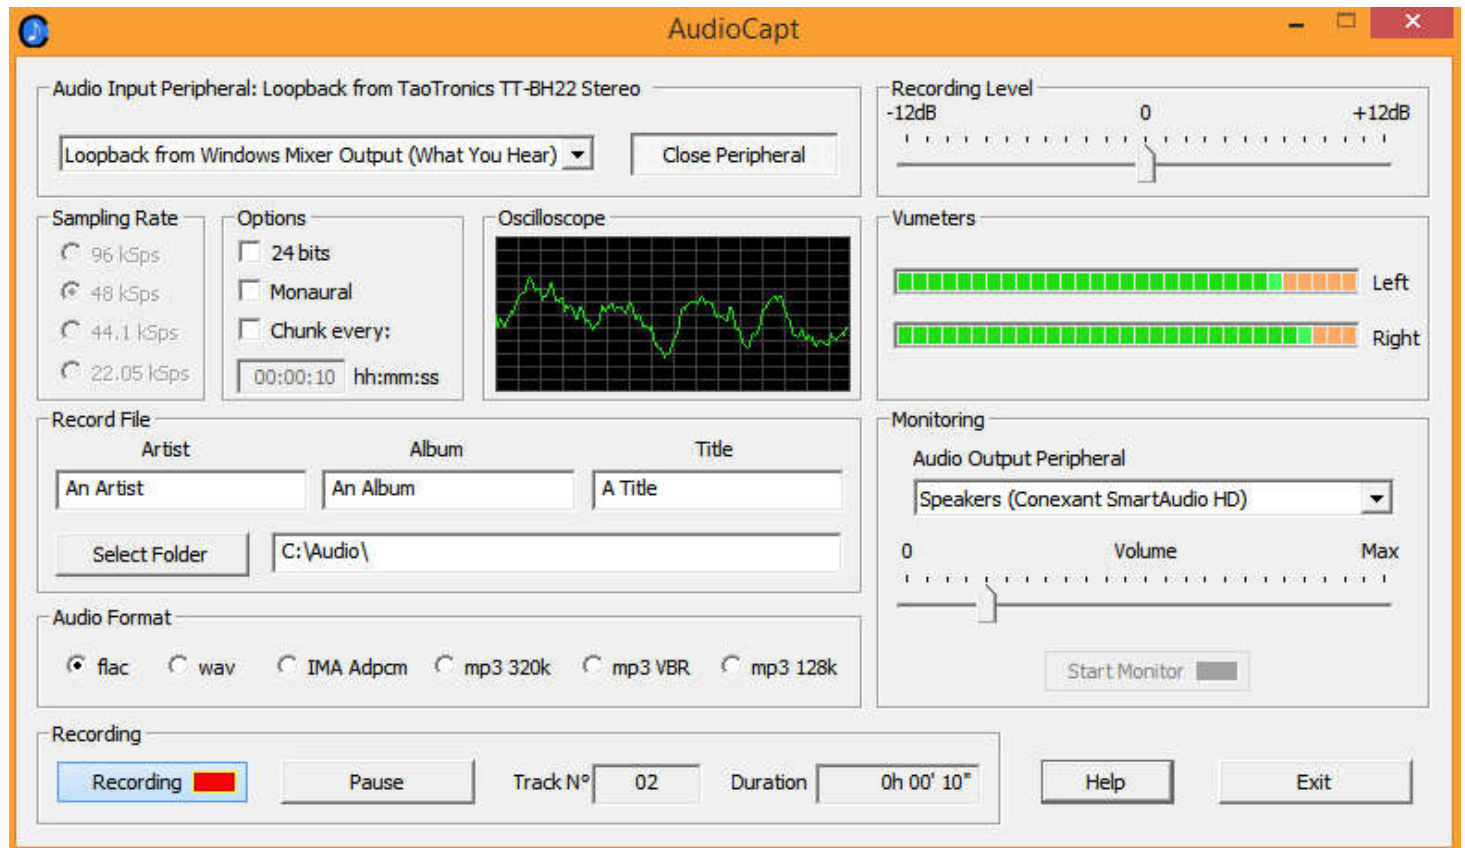 AudioCapt
Audio Input Peripheral: Loopback from TaoTronics TT-BH22 Stereo
Loopback from Windows Mixer Output (What You Hear)
Close Peripheral
Recording Level
-12dB 0 +12dB
Sampling Rate
96 kSps
48 kSps
44.1 kSps
22.05 kSps
Options
24 bits
Monaural
Chunk every:
00:00:10 hh:mm:ss
Oscilloscope
Vumeters
Left
Right
Record File
Artist Album Title
An Artist An Album A Title
Select Folder C:\Audio\
Monitoring
Audio Output Peripheral
Speakers (Conexant SmartAudio HD)
0 Volume Max
Start Monitor
Audio Format
flac wav IMA Adpcm mp3 320k mp3 VBR mp3 128k
Recording
Recording Pause Track N° 02 Duration 0h 00' 10" Help Exit